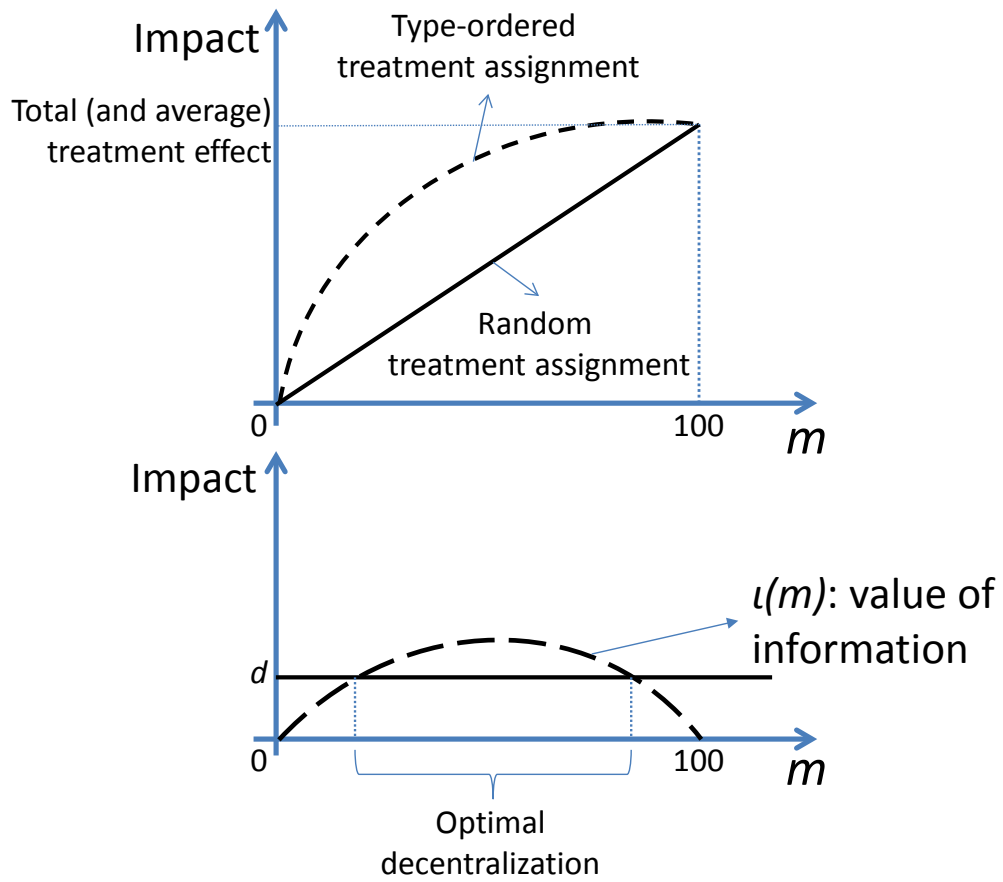 Impact
Type-ordered
treatment assignment
Total (and average)
treatment effect
Random
treatment assignment
0
100
m
Impact
ι(m): value of
information
d
0
100
m
Optimal
decentralization